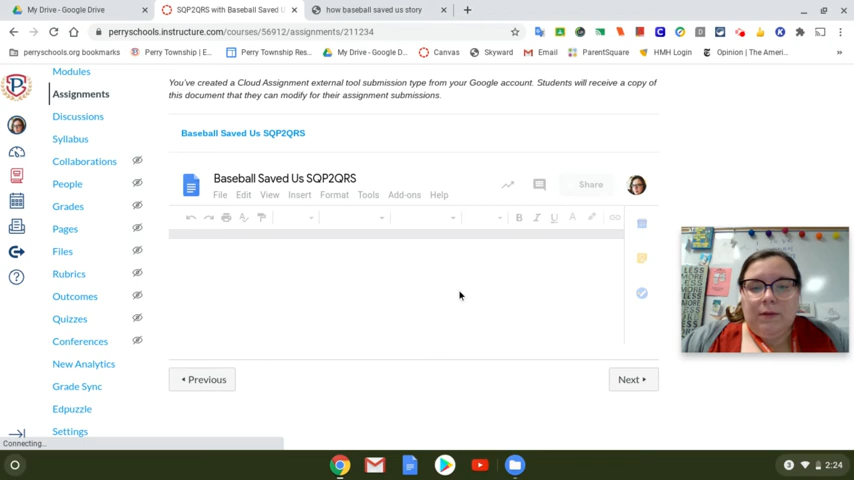 My Drive - Google Drive
SQP2QRS with Baseball Saved U
how baseball saved us story
perryschools.instructure.com/courses/56912/assignments/211234
perryschools.org bookmarks
Perry Township | E...
Perry Township Res...
My Drive - Google D...
Canvas
Skyward
Email
ParentSquare
HMH Login
Opinion | The Ameri...
Modules
Assignments
Discussions
Syllabus
Collaborations
People
Grades
Pages
Files
Rubrics
Outcomes
Quizzes
Conferences
New Analytics
Grade Sync
Edpuzzle
Settings
You've created a Cloud Assignment external tool submission type from your Google account. Students will receive a copy of
this document that they can modify for their assignment submissions.
Baseball Saved Us SQP2QRS
Baseball Saved Us SQP2QRS
File Edit View Insert Format Tools Add-ons Help
Share
B I U A
Previous
Next
LESS
MORE
LESS
MORE
Connecting...
3
2:24